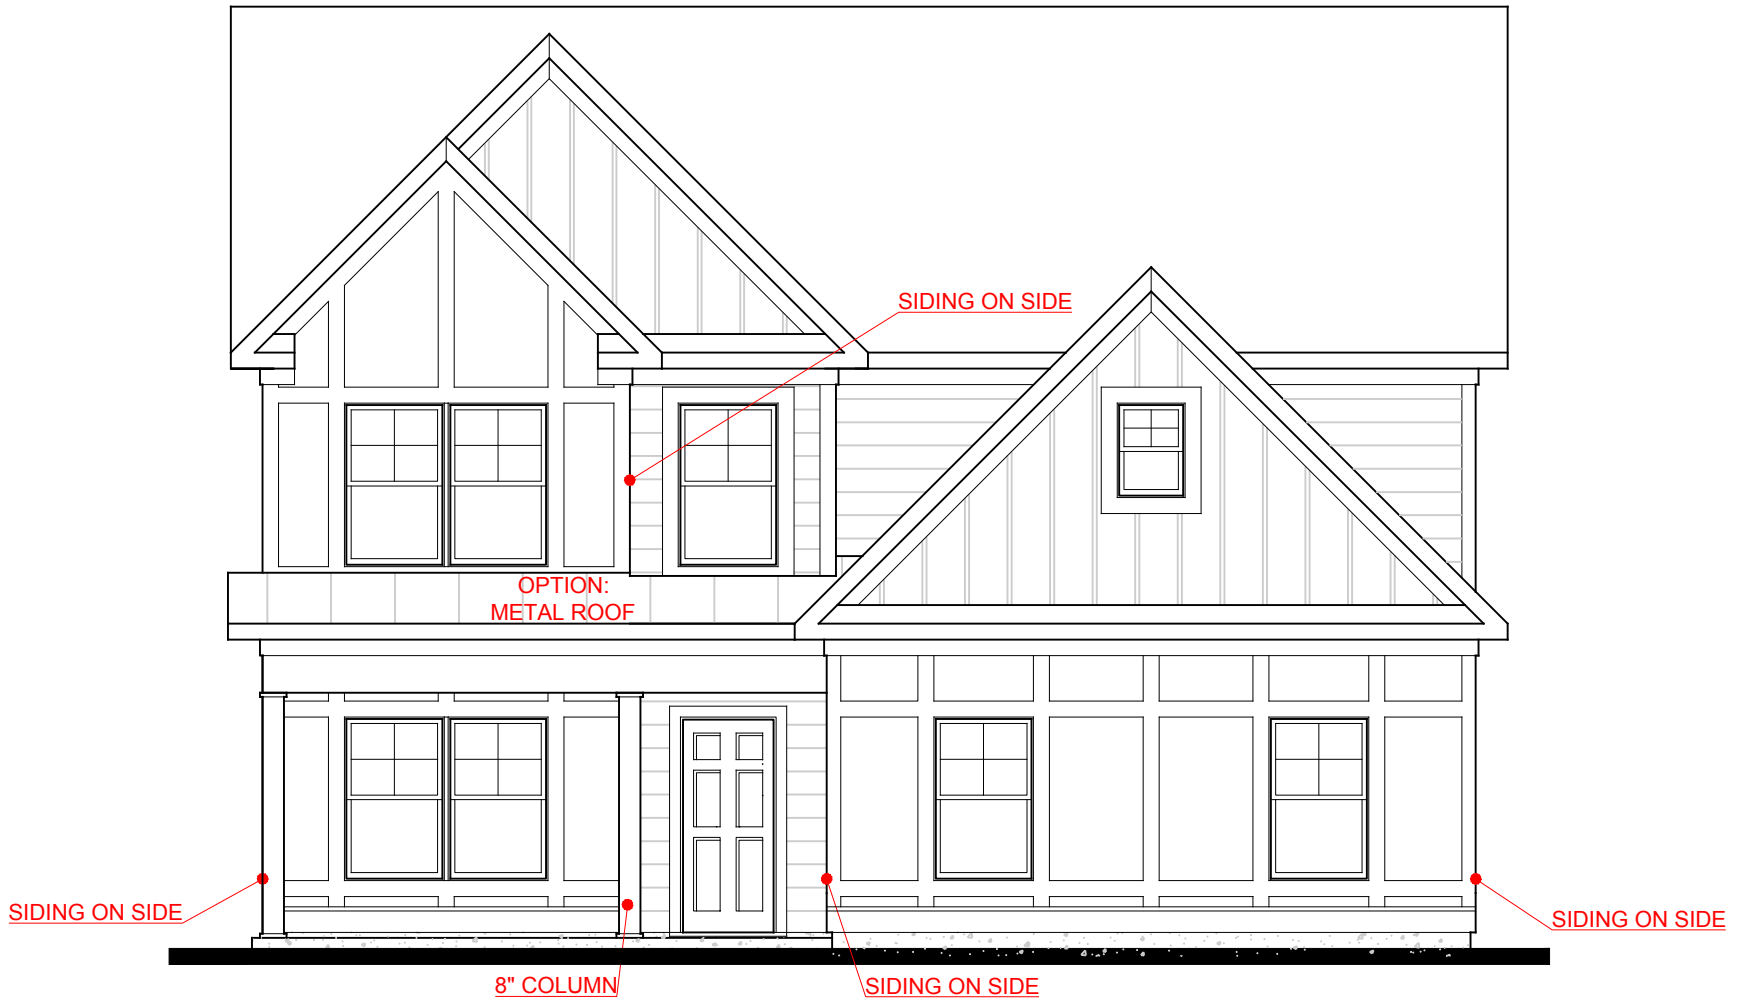 SIDING ON SIDE
OPTION:
METAL ROOF
SIDING ON SIDE
SIDING ON SIDE
8" COLUMN
SIDING ON SIDE